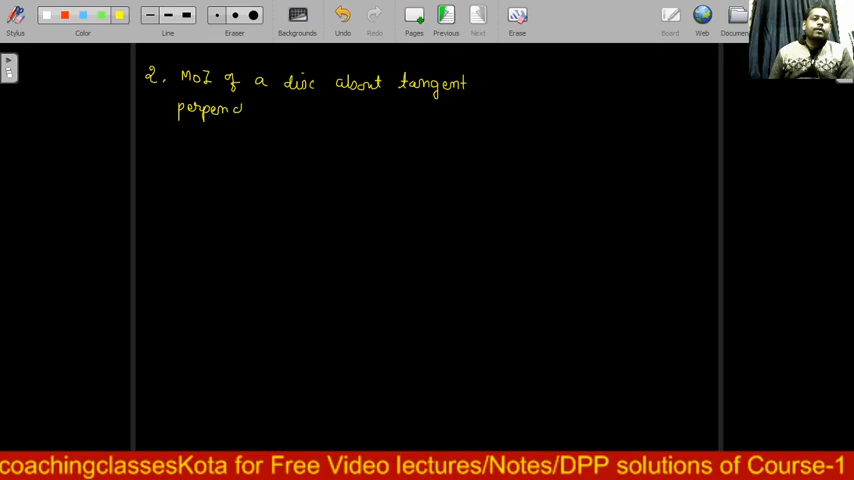 Stylus
Color
Line
Eraser
Backgrounds
Undo
Redo
Pages
Previous
Next
Erase
Board
Web
Documen
2. MOI of a disc about tangent
perpend
coachingclassesKota for Free Video lectures/Notes/DPP solutions of Course-1